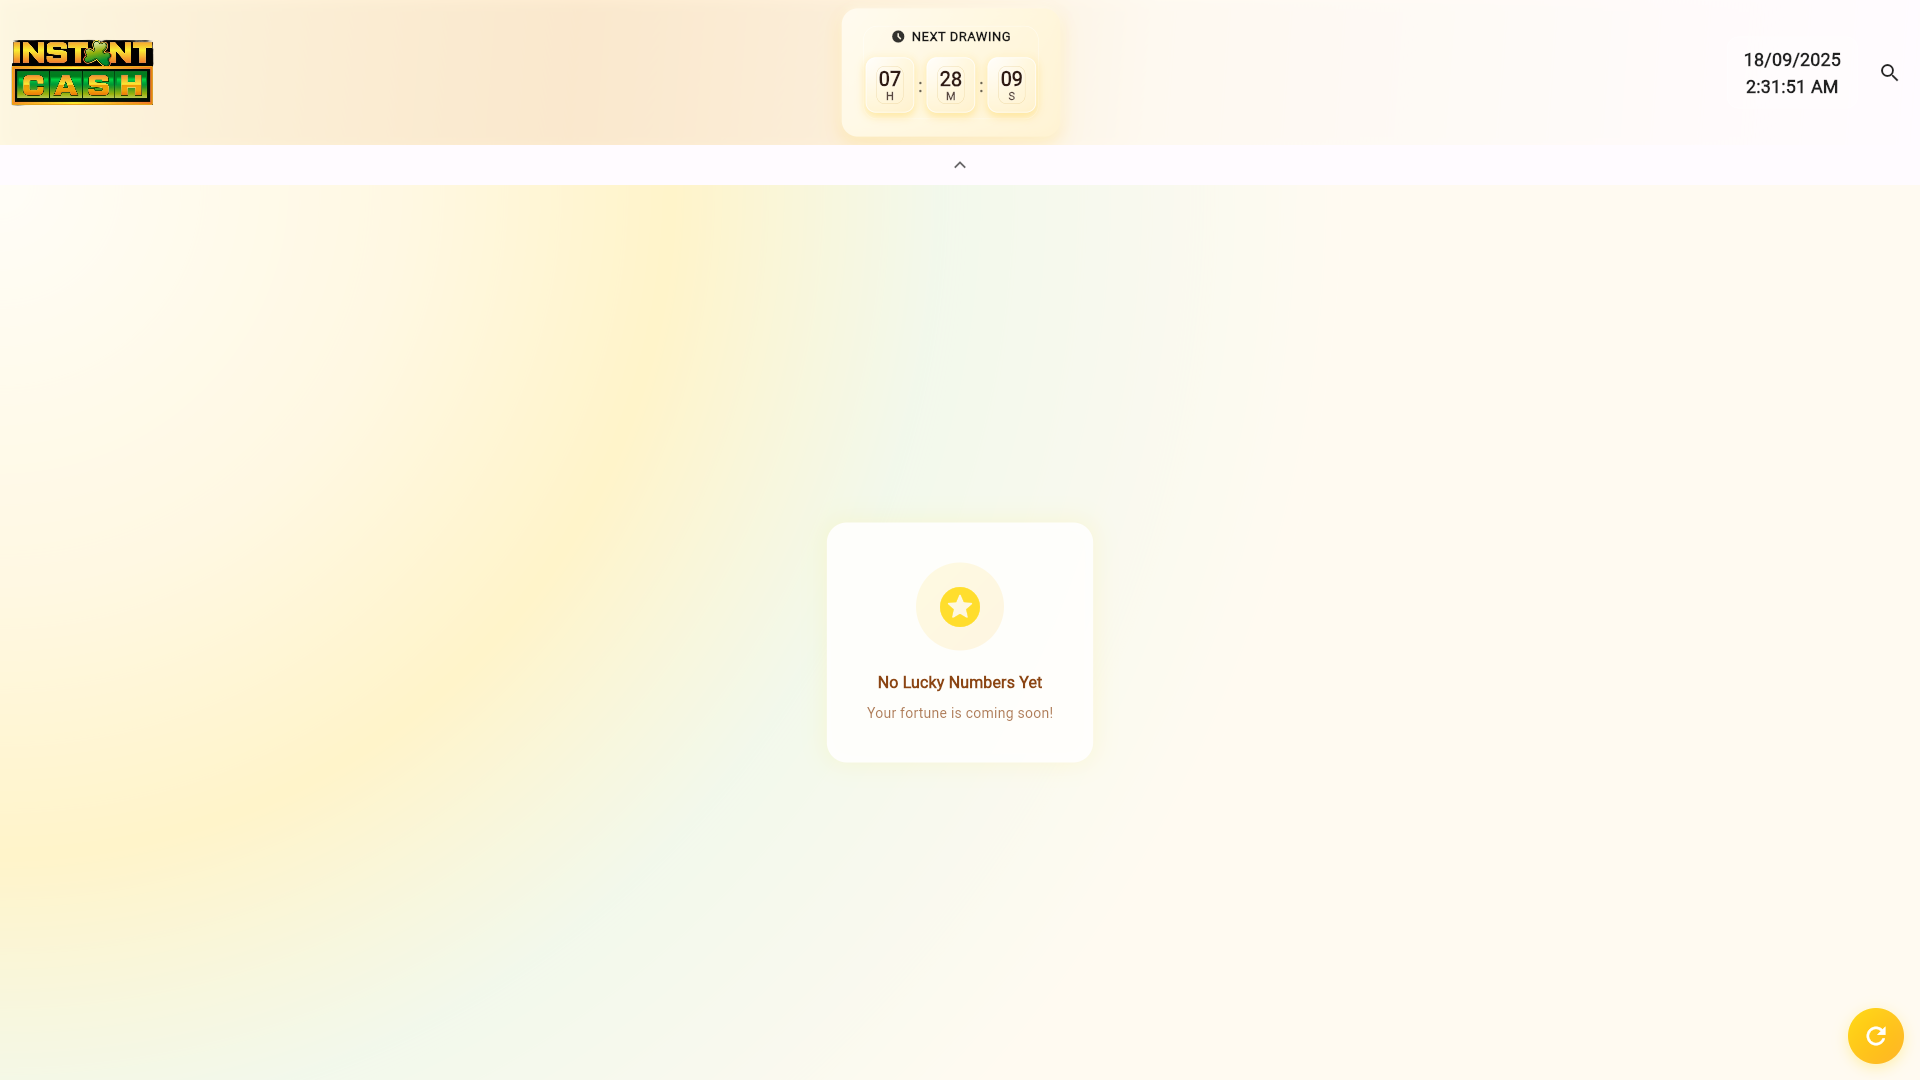 INSTANT
CASH
NEXT DRAWING
07 : 28 : 09
H M S
18/09/2025
2:31:51 AM
No Lucky Numbers Yet
Your fortune is coming soon!